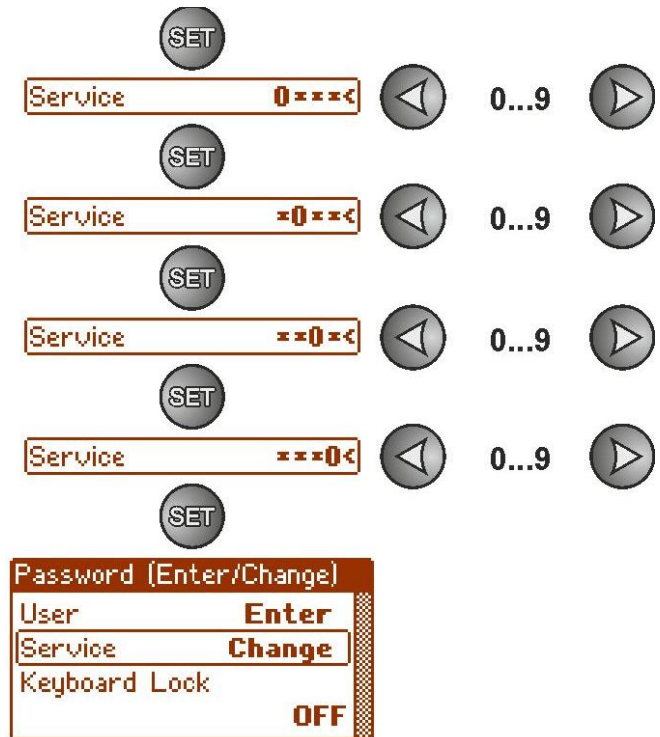 SET
Service 0***< 0...9
SET
Service *0**< 0...9
SET
Service **0*< 0...9
SET
Service ***0< 0...9
SET
Password (Enter/Change)
User Enter
Service Change
Keyboard Lock
OFF